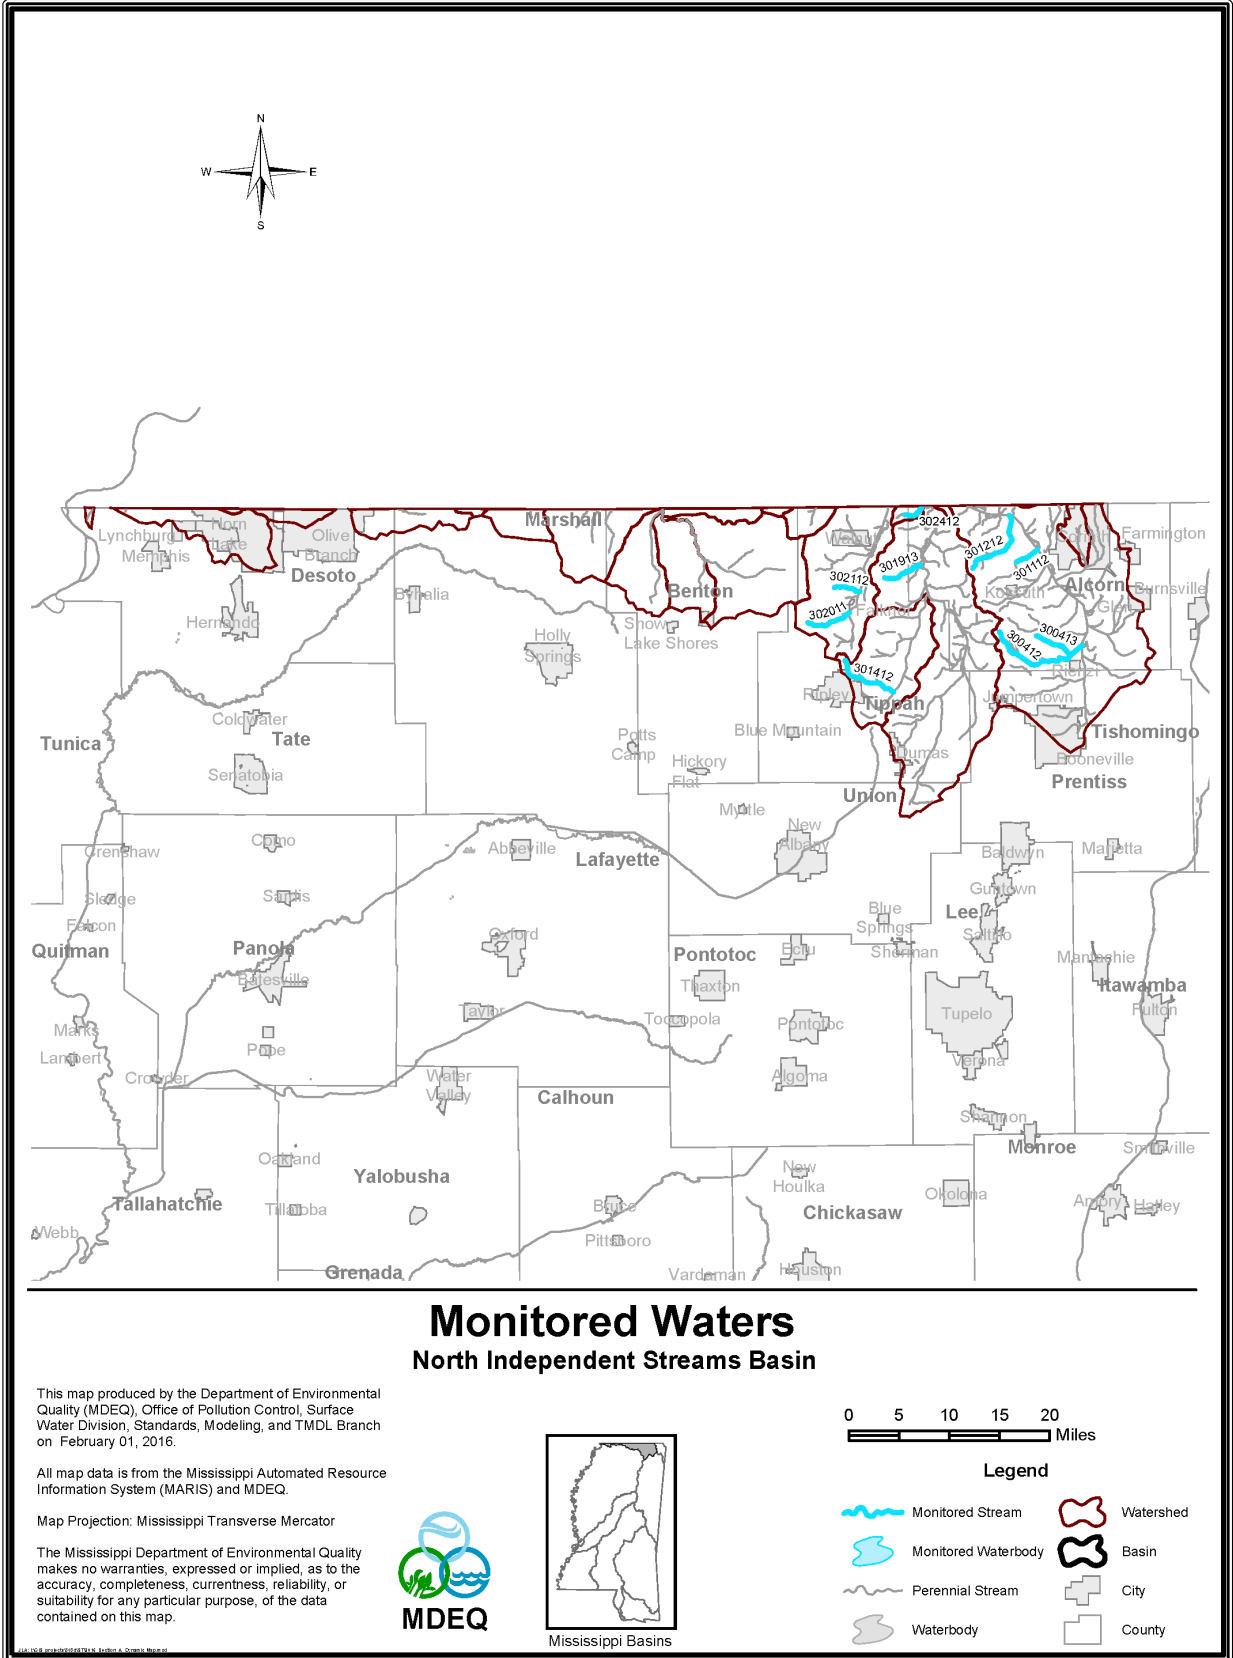 N
W
E
S
Marshall
Lynchburg
Horn
Lake
Olive
Branch
Memphis
Desoto
Walnut
302412
301212
301112
301913
302112
302011
Corinth
Farmington
Alcorn
Burnsville
Glen
Kossuth
Benton
Byhalia
Falkner
Hernando
Snow
Lake Shores
Holly
Springs
300413
300412
Rienzi
301412
Ripley
Tippah
Jumpertown
Coldwater
Tate
Tunica
Potts
Camp
Blue Mountain
Dumas
Tishomingo
Booneville
Senatobia
Hickory
Flat
Prentiss
Union
Myrtle
New
Albany
Como
Crenshaw
Abbeville
Lafayette
Baldwyn
Marietta
Guntown
Sledge
Sardis
Blue
Springs
Lee
Falcon
Saltillo
Quitman
Panola
Oxford
Pontotoc
Ecru
Sherman
Mantachie
Batesville
Thaxton
Itawamba
Fulton
Tupelo
Taylor
Toccopola
Pontotoc
Marks
Lambert
Pope
Verona
Crowder
Water
Valley
Algoma
Calhoun
Shannon
Monroe
Smithville
Oakland
Yalobusha
New
Houlka
Okolona
Tallahatchie
Tillatoba
Bruce
Chickasaw
Amory
Hatley
Webb
Pittsboro
Grenada
Vardaman
Houston
Monitored Waters
North Independent Streams Basin
This map produced by the Department of Environmental
Quality (MDEQ), Office of Pollution Control, Surface
Water Division, Standards, Modeling, and TMDL Branch
on February 01, 2016.
All map data is from the Mississippi Automated Resource
Information System (MARIS) and MDEQ.
Map Projection: Mississippi Transverse Mercator
The Mississippi Department of Environmental Quality
makes no warranties, expressed or implied, as to the
accuracy, completeness, currentness, reliability, or
suitability for any particular purpose, of the data
contained on this map.
MDEQ
Mississippi Basins
0 5 10 15 20
Miles
Legend
Monitored Stream
Watershed
Monitored Waterbody
Basin
Perennial Stream
City
Waterbody
County